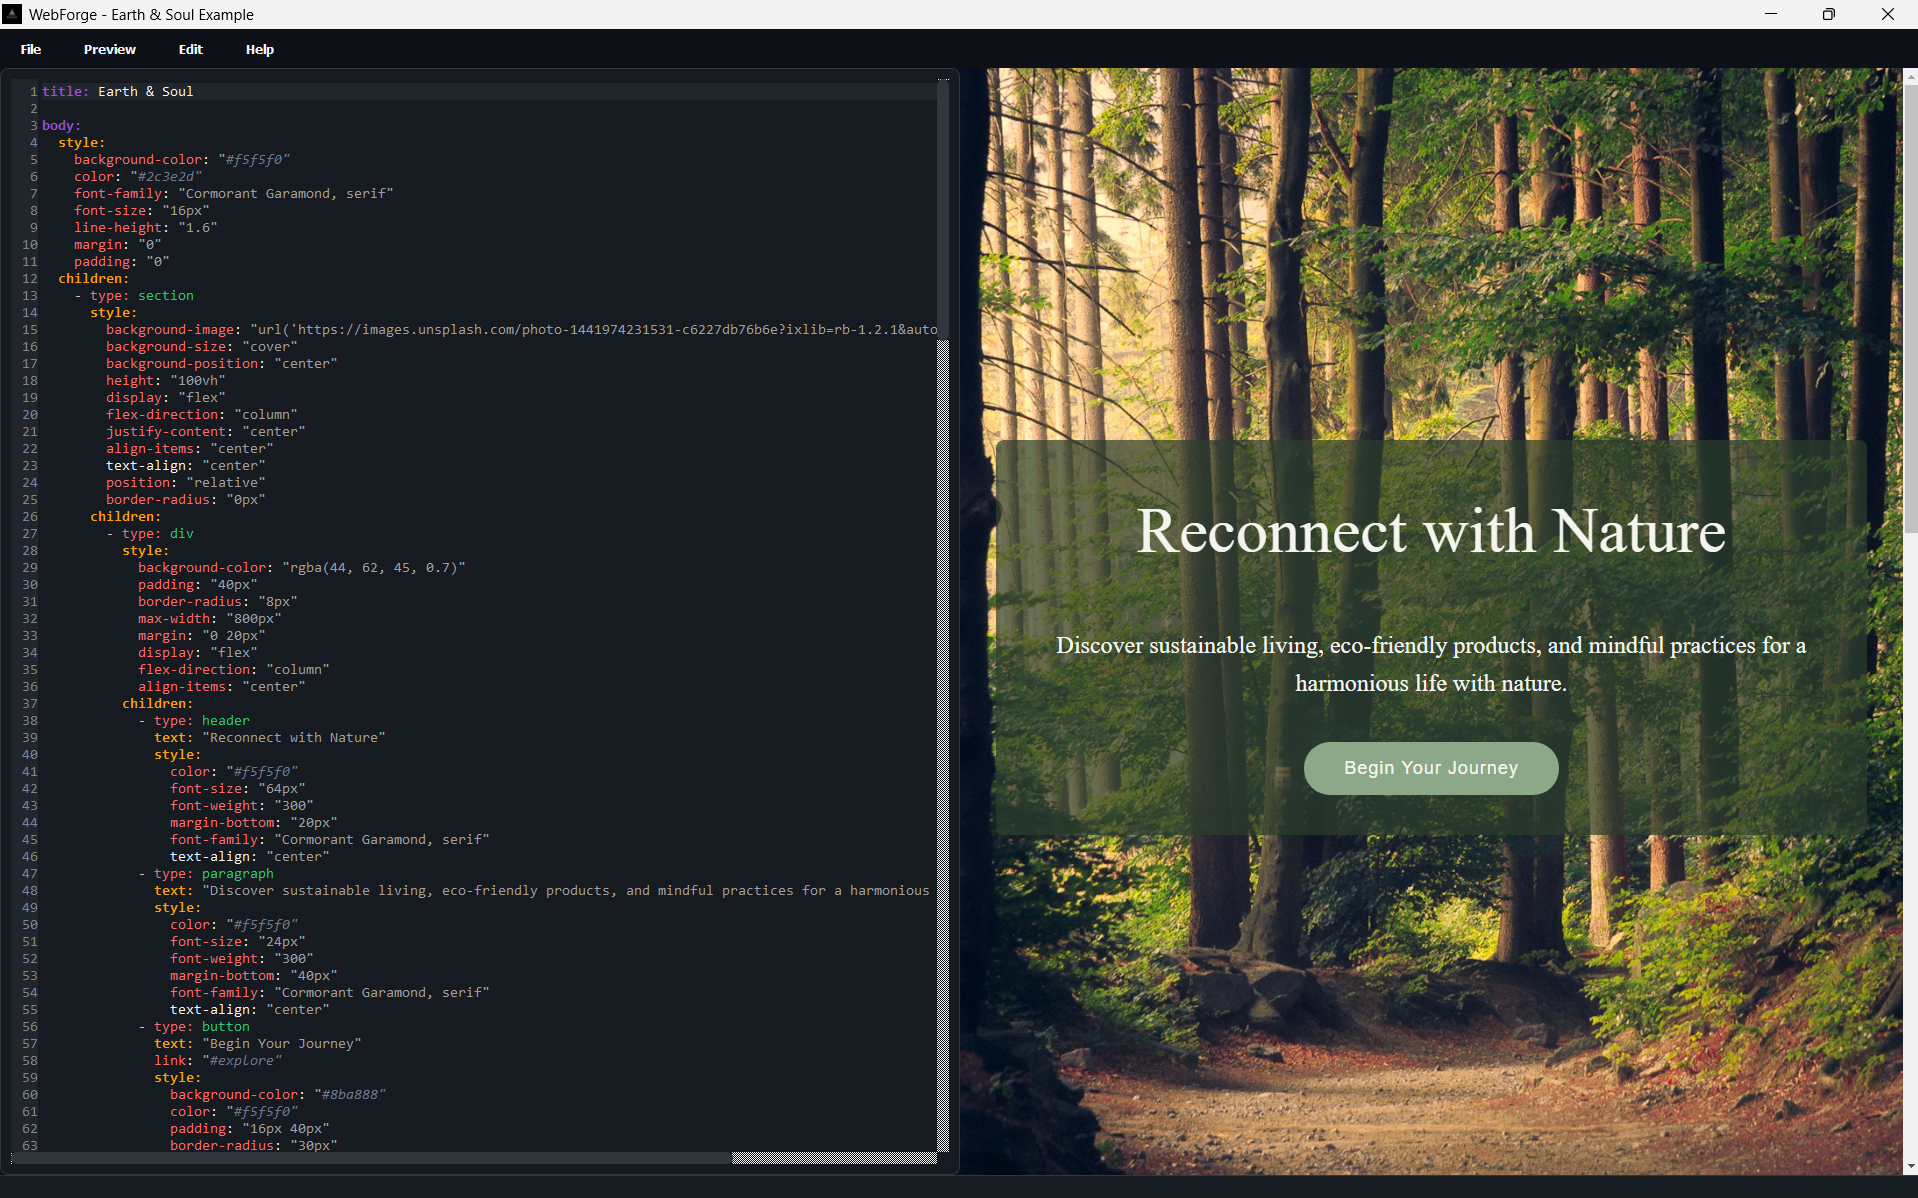 WebForge - Earth & Soul Example
File Preview Edit Help
1 title: Earth & Soul
2
3 body:
4 style:
5 background-color: "#f5f5f0"
6 color: "#2c3e2d"
7 font-family: "Cormorant Garamond, serif"
8 font-size: "16px"
9 line-height: "1.6"
10 margin: "0"
11 padding: "0"
12 children:
13 - type: section
14 style:
15 background-image: "url('https://images.unsplash.com/photo-1441974231531-c6227db76b6e?ixlib=rb-1.2.1&auto
16 background-size: "cover"
17 background-position: "center"
18 height: "100vh"
19 display: "flex"
20 flex-direction: "column"
21 justify-content: "center"
22 align-items: "center"
23 text-align: "center"
24 position: "relative"
25 border-radius: "0px"
26 children:
27 - type: div
28 style:
29 background-color: "rgba(44, 62, 45, 0.7)"
30 padding: "40px"
31 border-radius: "8px"
32 max-width: "800px"
33 margin: "0 20px"
34 display: "flex"
35 flex-direction: "column"
36 align-items: "center"
37 children:
38 - type: header
39 text: "Reconnect with Nature"
40 style:
41 color: "#f5f5f0"
42 font-size: "64px"
43 font-weight: "300"
44 margin-bottom: "20px"
45 font-family: "Cormorant Garamond, serif"
46 text-align: "center"
47 - type: paragraph
48 text: "Discover sustainable living, eco-friendly products, and mindful practices for a harmonious
49 style:
50 color: "#f5f5f0"
51 font-size: "24px"
52 font-weight: "300"
53 margin-bottom: "40px"
54 font-family: "Cormorant Garamond, serif"
55 text-align: "center"
56 - type: button
57 text: "Begin Your Journey"
58 link: "#explore"
59 style:
60 background-color: "#8ba888"
61 color: "#f5f5f0"
62 padding: "16px 40px"
63 border-radius: "30px"
Reconnect with Nature
Discover sustainable living, eco-friendly products, and mindful practices for a
harmonious life with nature.
Begin Your Journey